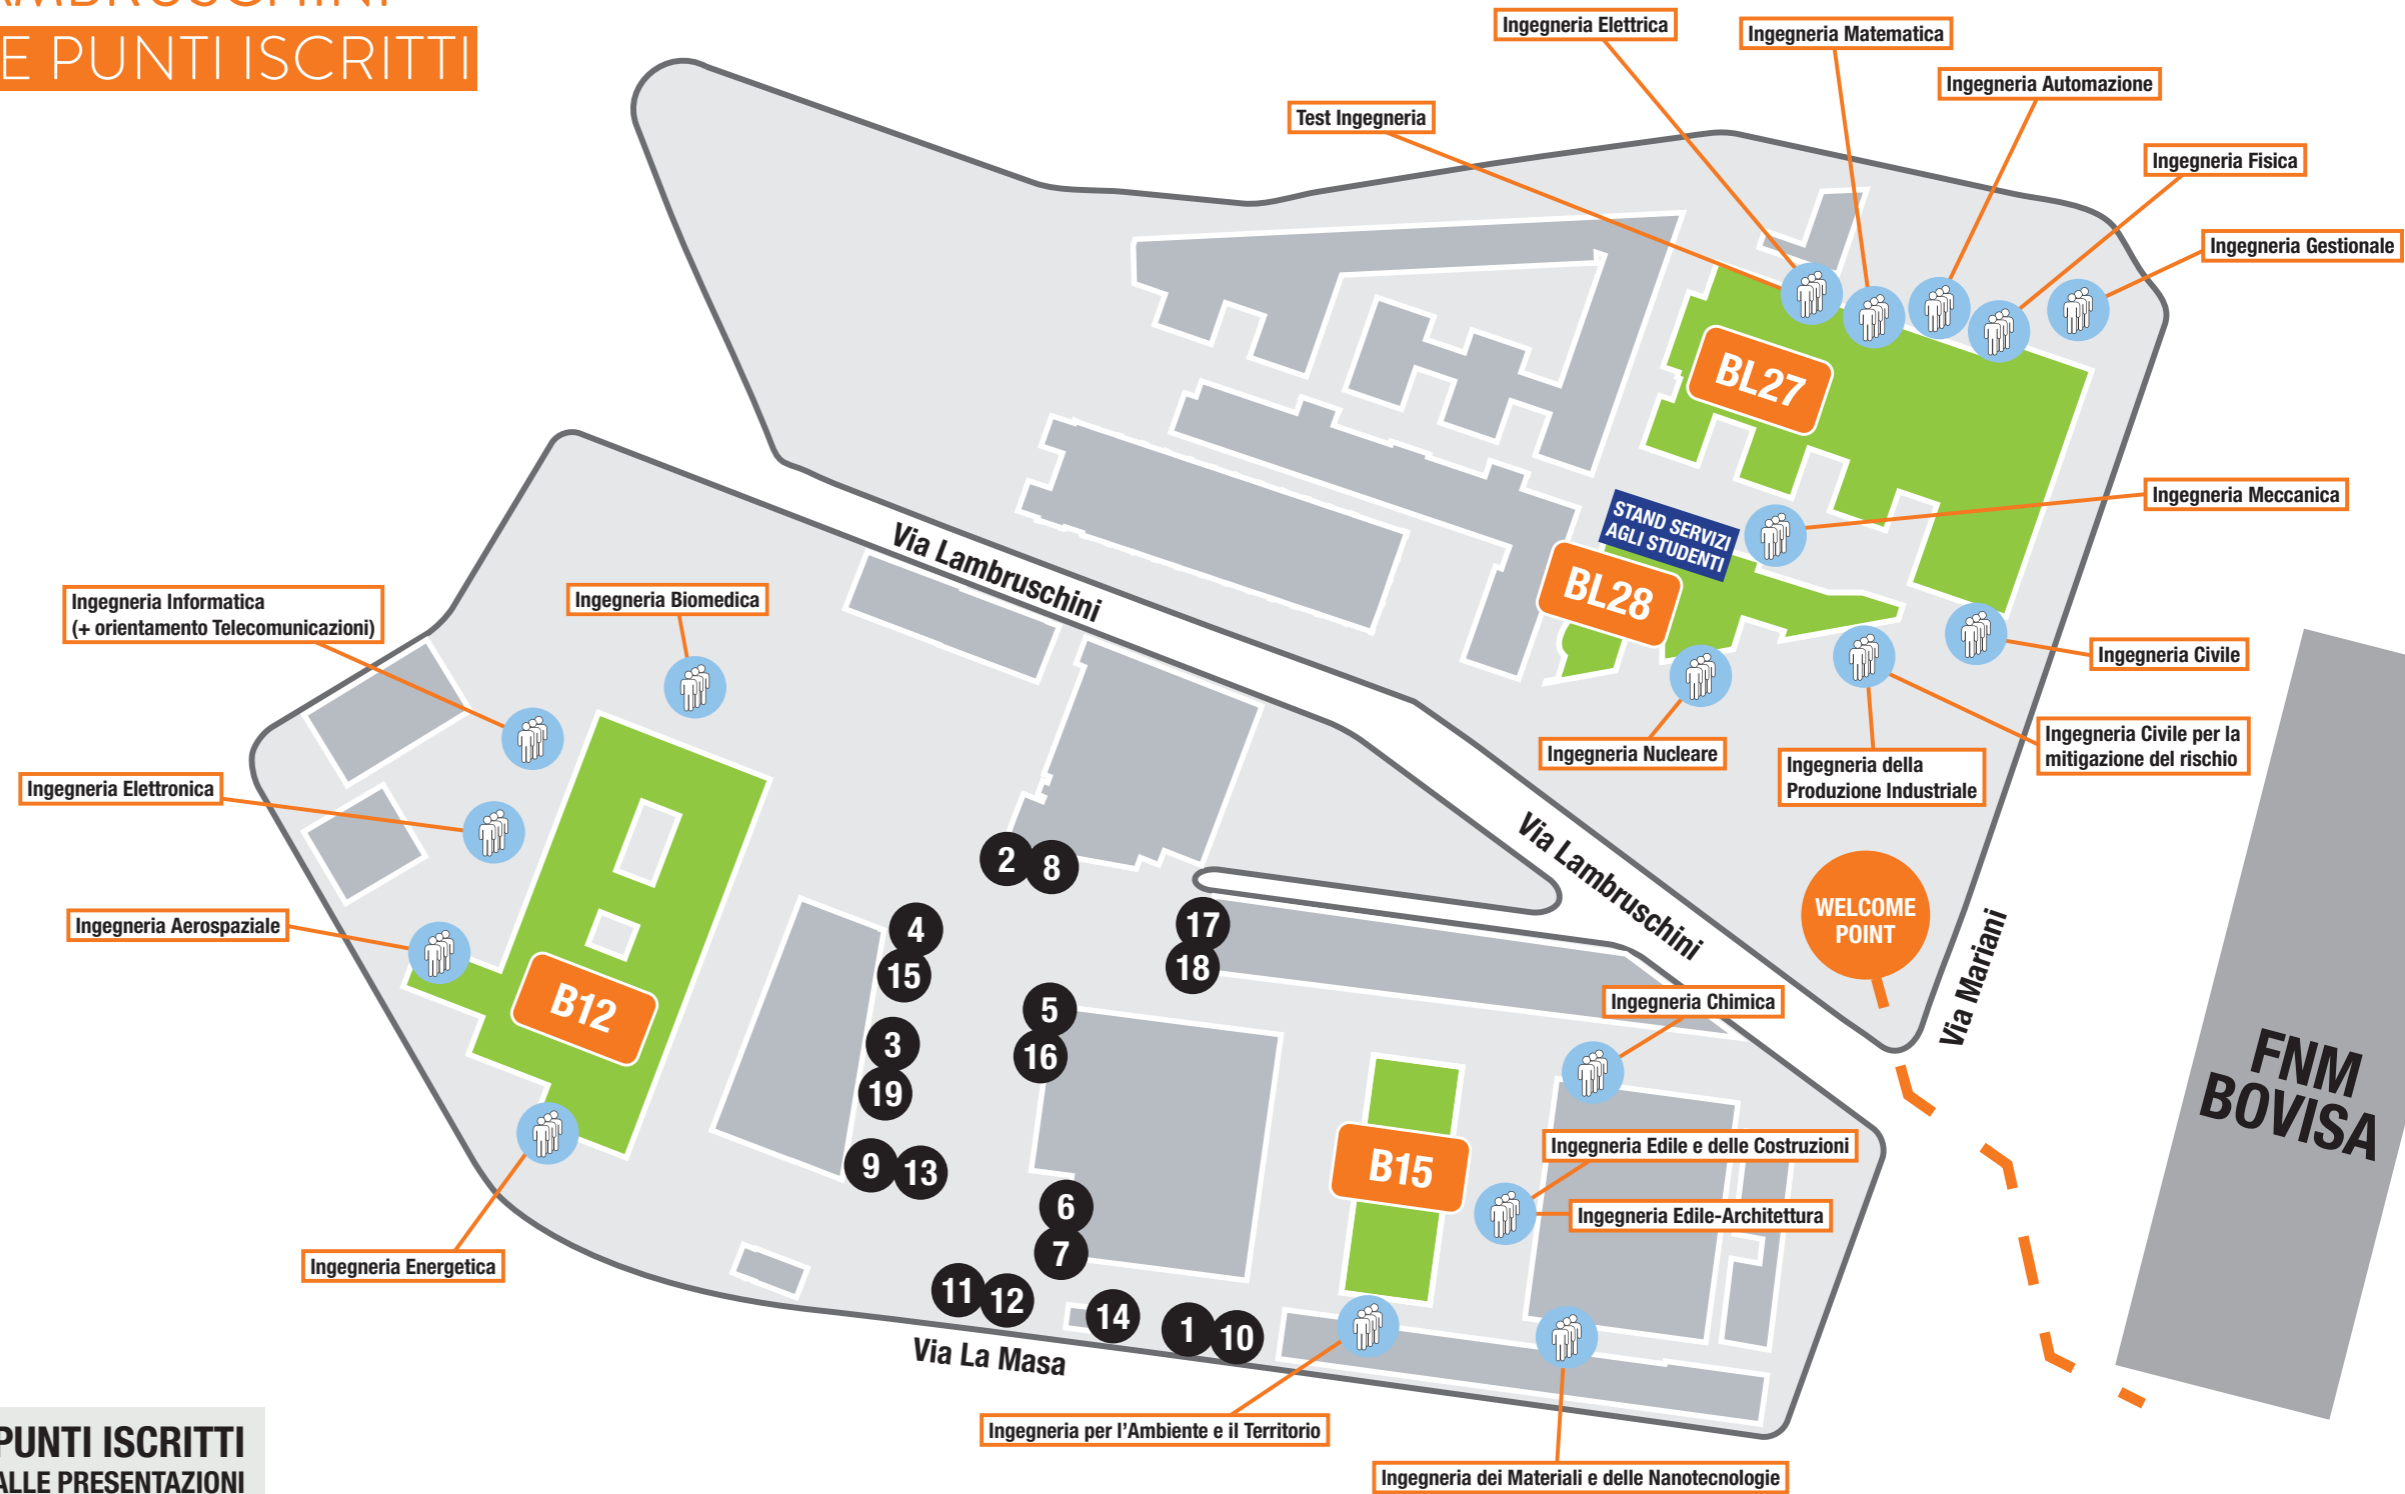 E PUNTI ISCRITTI
Ingegneria Elettrica
Ingegneria Matematica
Ingegneria Automazione
Test Ingegneria
Ingegneria Fisica
Ingegneria Gestionale
BL27
Ingegneria Meccanica
STAND SERVIZI
AGLI STUDENTI
BL28
Via Lambruschini
Ingegneria Informatica
(+ orientamento Telecomunicazioni)
Ingegneria Biomedica
Ingegneria Civile
Ingegneria Nucleare
Ingegneria Civile per la
mitigazione del rischio
Ingegneria della
Produzione Industriale
Ingegneria Elettronica
Via Lambruschini
2
8
WELCOME
POINT
Ingegneria Aerospaziale
4
17
15
18
Via Mariani
B12
5
Ingegneria Chimica
3
16
19
FNM
BOVISA
9
13
B15
Ingegneria Edile e delle Costruzioni
6
Ingegneria Edile-Architettura
7
Ingegneria Energetica
11
12
14
1
10
Via La Masa
Ingegneria per l'Ambiente e il Territorio
Ingegneria dei Materiali e delle Nanotecnologie
PUNTI ISCRITTI
ALLE PRESENTAZIONI